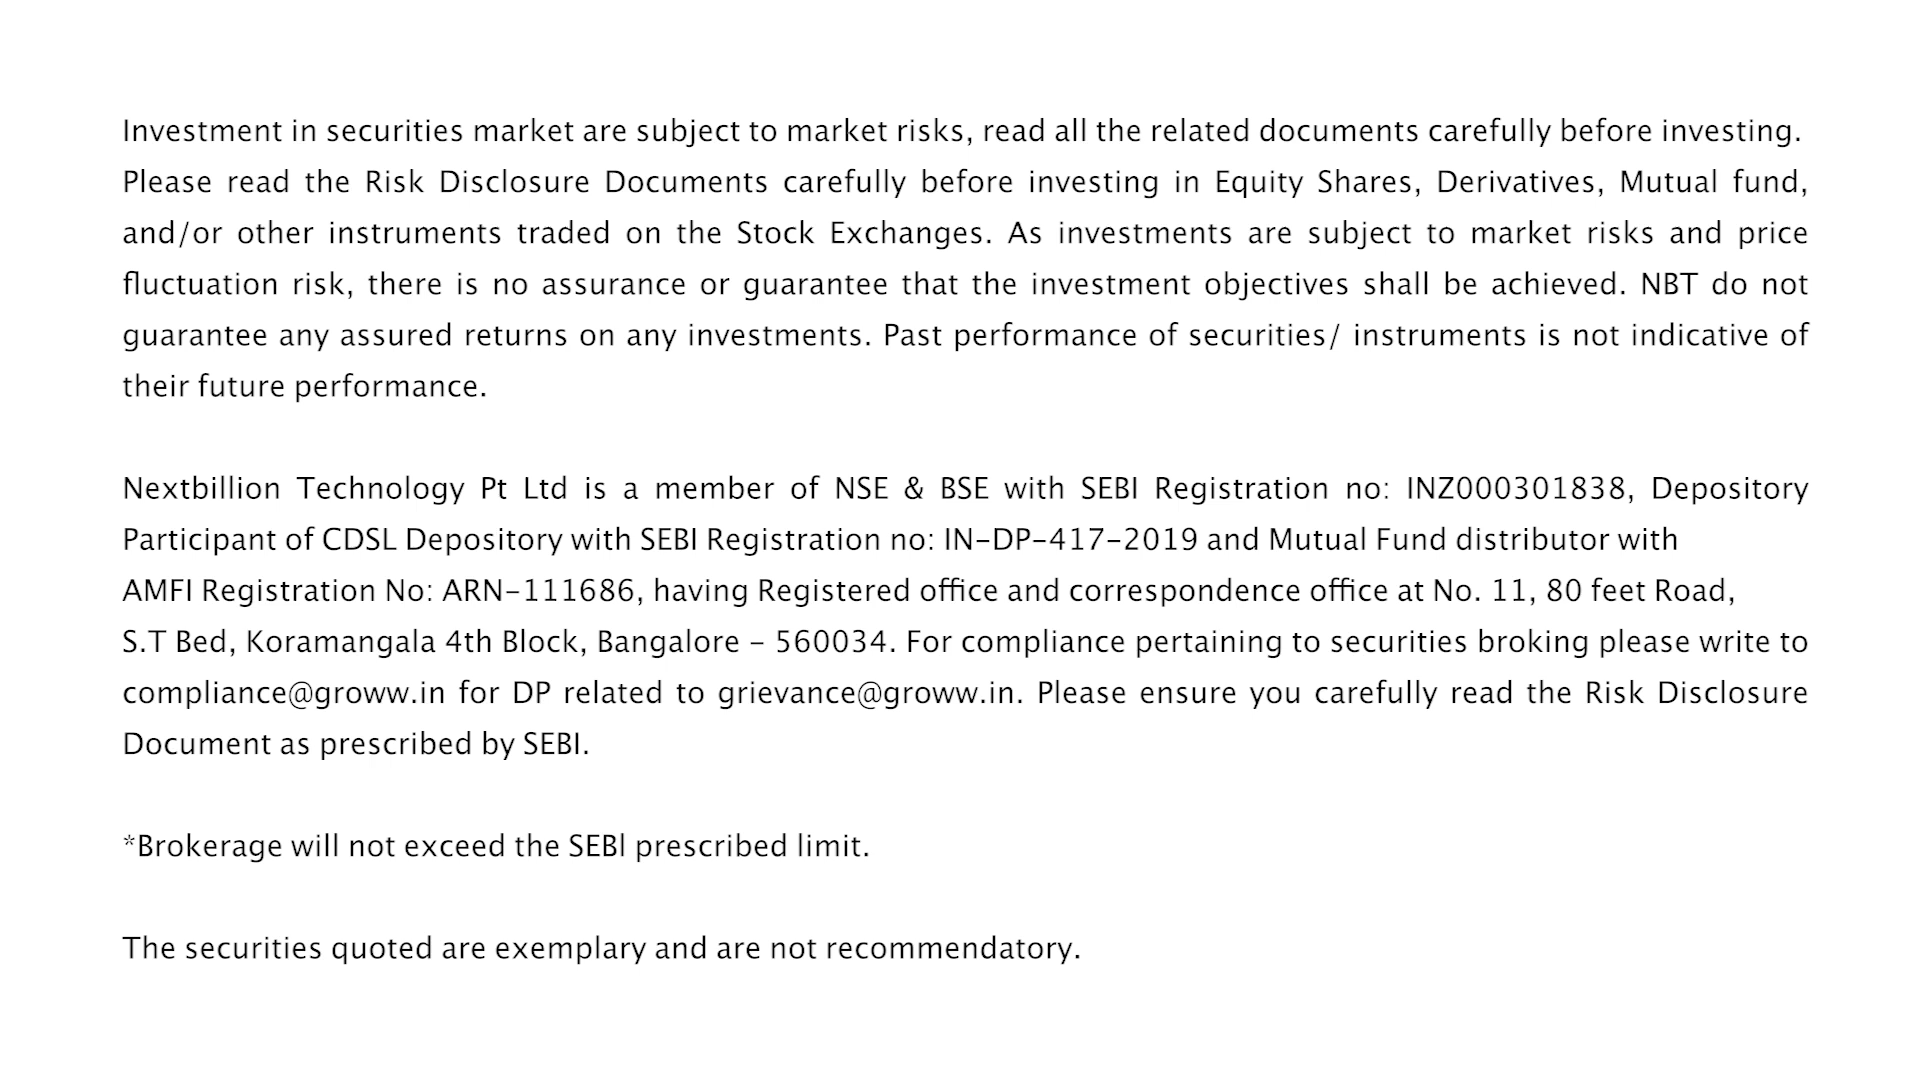 Investment in securities market are subject to market risks, read all the related documents carefully before investing.
Please read the Risk Disclosure Documents carefully before investing in Equity Shares, Derivatives, Mutual fund,
and/or other instruments traded on the Stock Exchanges. As investments are subject to market risks and price
fluctuation risk, there is no assurance or guarantee that the investment objectives shall be achieved. NBT do not
guarantee any assured returns on any investments. Past performance of securities/ instruments is not indicative of
their future performance.
Nextbillion Technology Pt Ltd is a member of NSE & BSE with SEBI Registration no: INZ000301838, Depository
Participant of CDSL Depository with SEBI Registration no: IN-DP-417-2019 and Mutual Fund distributor with
AMFI Registration No: ARN-111686, having Registered office and correspondence office at No. 11, 80 feet Road,
S.T Bed, Koramangala 4th Block, Bangalore - 560034. For compliance pertaining to securities broking please write to
compliance@groww.in for DP related to grievance@groww.in. Please ensure you carefully read the Risk Disclosure
Document as prescribed by SEBI.
*Brokerage will not exceed the SEBl prescribed limit.
The securities quoted are exemplary and are not recommendatory.